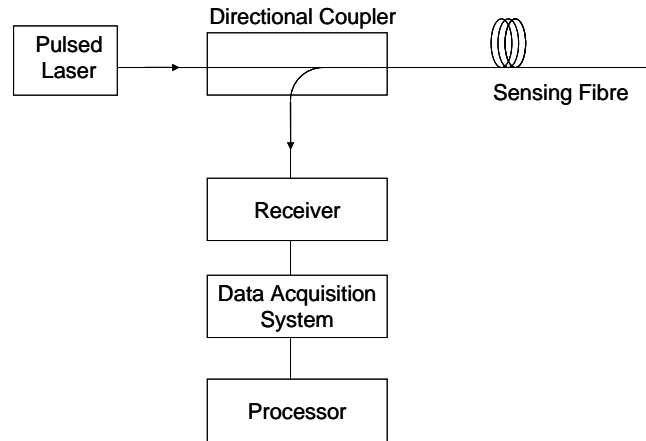 Directional Coupler
Pulsed
Laser
Sensing Fibre
Receiver
Data Acquisition
System
Processor